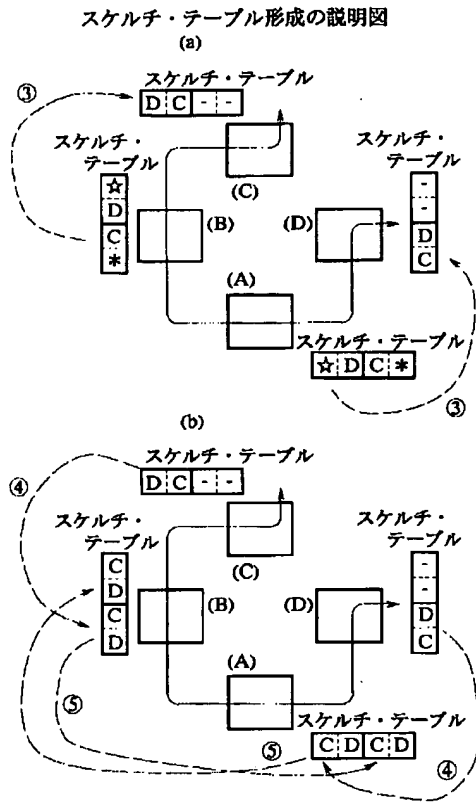 スケルチ・テーブル形成の説明図
(a)
スケルチ・テーブル
③
D C - -
スケルチ・
テーブル
☆
D
C
*
(C)
(B)
スケルチ・
テーブル
-
-
D
C
(D)
(A)
スケルチ・テーブル
☆ D C *
③
(b)
スケルチ・テーブル
④
D C - -
スケルチ・
テーブル
C
D
C
D
(C)
(B)
スケルチ・
テーブル
-
-
D
C
(D)
(A)
⑤
スケルチ・テーブル
⑤
C D C D
④